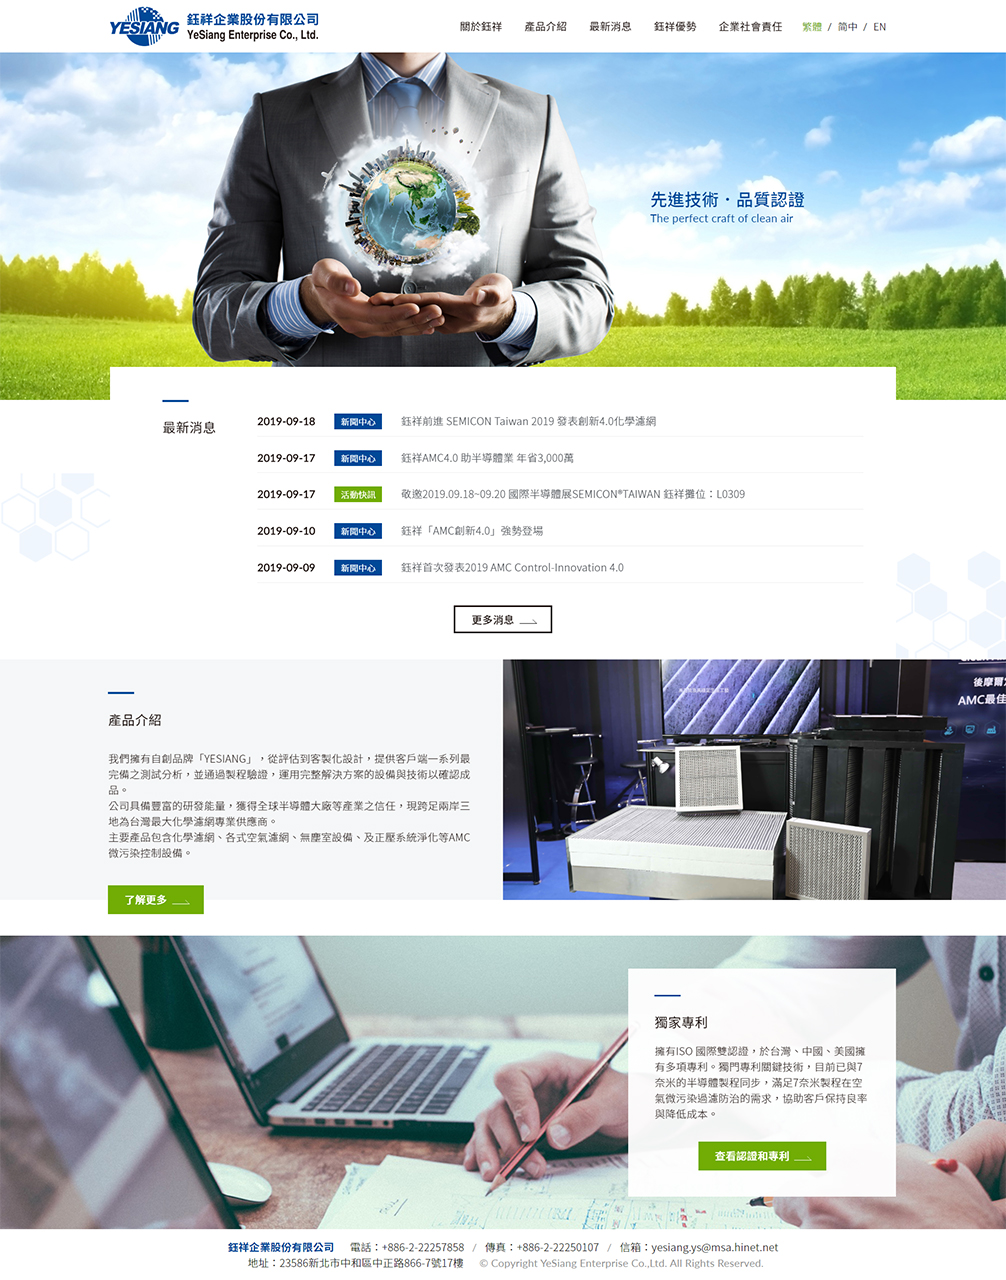 YESIANG 鈺祥企業股份有限公司
YeSiang Enterprise Co., Ltd.
關於鈺祥 產品介紹 最新消息 鈺祥優勢 企業社會責任 繁體 / 简中 / EN
先進技術・品質認證
The perfect craft of clean air
最新消息
2019-09-18 新聞中心 鈺祥前進 SEMICON Taiwan 2019 發表創新4.0化學濾網
2019-09-17 新聞中心 鈺祥AMC4.0 助半導體業 年省3,000萬
2019-09-17 活動快訊 敬邀2019.09.18~09.20 國際半導體展SEMICON®TAIWAN 鈺祥攤位：L0309
2019-09-10 新聞中心 鈺祥「AMC創新4.0」強勢登場
2019-09-09 新聞中心 鈺祥首次發表2019 AMC Control-Innovation 4.0
更多消息
產品介紹
我們擁有自創品牌「YESIANG」，從評估到客製化設計，提供客戶端一系列最
完備之測試分析，並通過製程驗證，運用完整解決方案的設備與技術以確認成
品。
公司具備豐富的研發能量，獲得全球半導體大廠等產業之信任，現跨足兩岸三
地為台灣最大化學濾網專業供應商。
主要產品包含化學濾網、各式空氣濾網、無塵室設備、及正壓系統淨化等AMC
微污染控制設備。
了解更多
後摩爾
AMC最佳
獨家專利
擁有ISO 國際雙認證，於台灣、中國、美國擁
有多項專利。獨門專利關鍵技術，目前已與7
奈米的半導體製程同步，滿足7奈米製程在空
氣微污染過濾防治的需求，協助客戶保持良率
與降低成本。
查看認證和專利
鈺祥企業股份有限公司 電話：+886-2-22257858 / 傳真：+886-2-22250107 / 信箱：yesiang.ys@msa.hinet.net
地址：23586新北市中和區中正路866-7號17樓 © Copyright YeSiang Enterprise Co.,Ltd. All Rights Reserved.